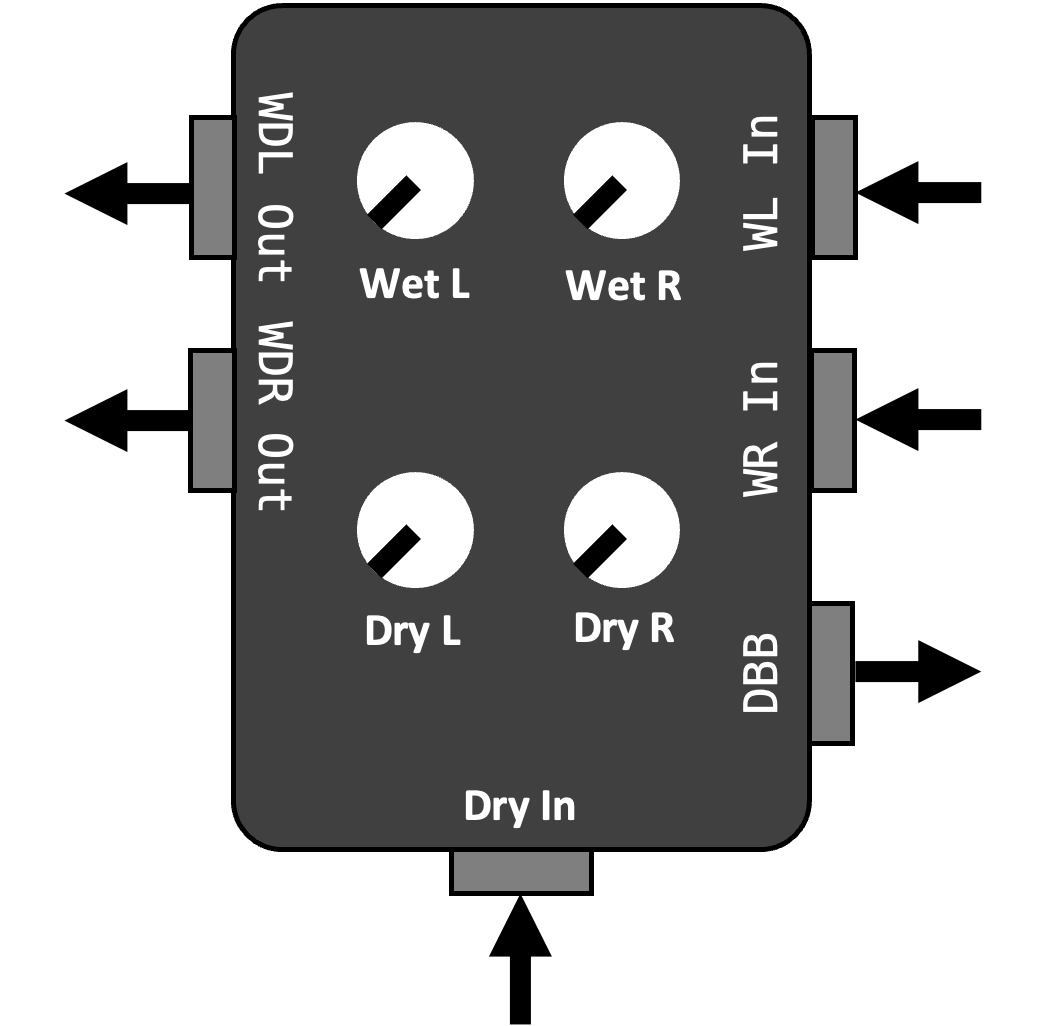 WDL Out
WL In
Wet L
Wet R
WDR Out
WR In
Dry L
Dry R
DBB
Dry In